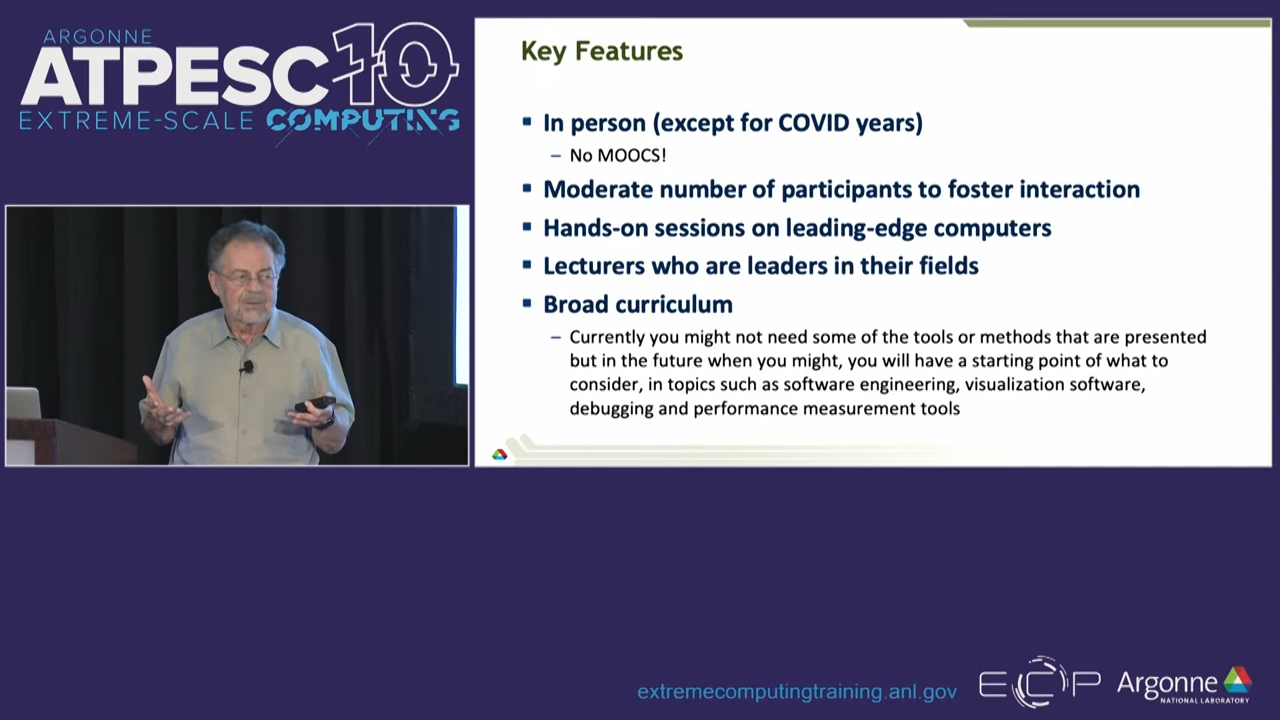 ARGONNE
ATPESC10
EXTREME-SCALE COMPUTING
Key Features
In person (except for COVID years)
– No MOOCS!
Moderate number of participants to foster interaction
Hands-on sessions on leading-edge computers
Lecturers who are leaders in their fields
Broad curriculum
– Currently you might not need some of the tools or methods that are presented
but in the future when you might, you will have a starting point of what to
consider, in topics such as software engineering, visualization software,
debugging and performance measurement tools
extremecomputingtraining.anl.gov
ECP
Argonne
NATIONAL LABORATORY